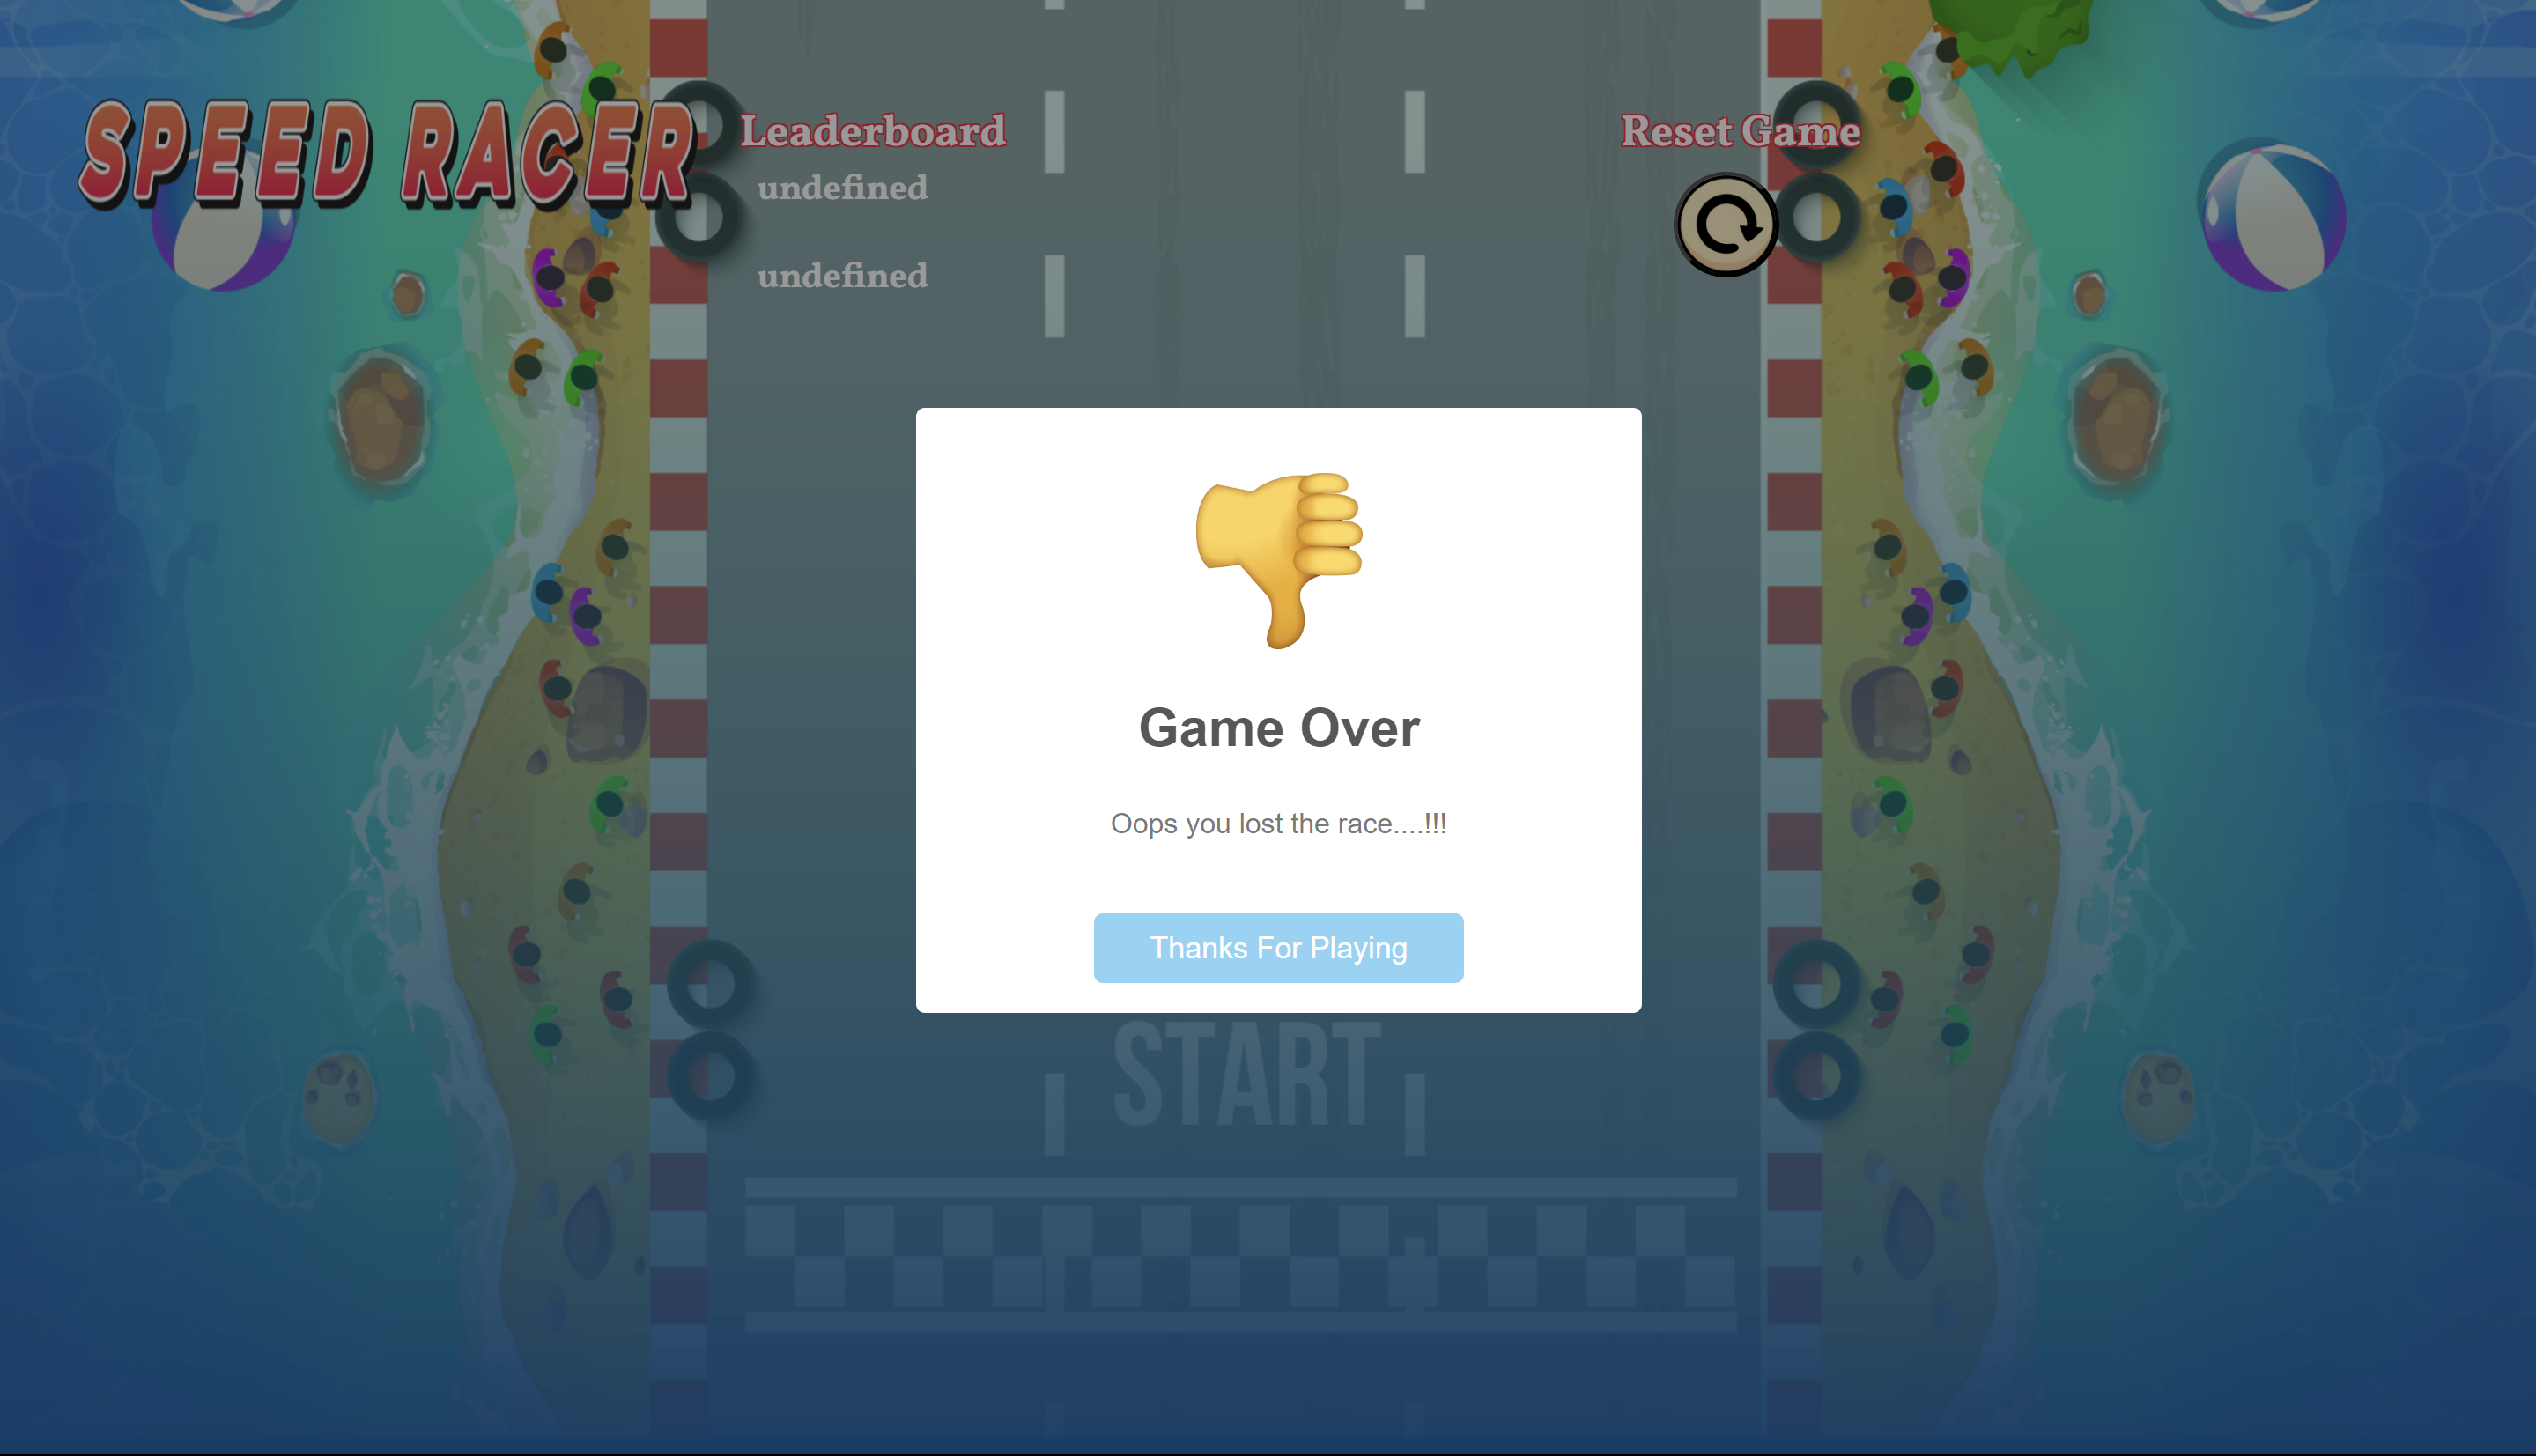 SPEED RACER
Leaderboard
Reset Game
undefined
undefined
Game Over
Oops you lost the race....!!!
Thanks For Playing
START